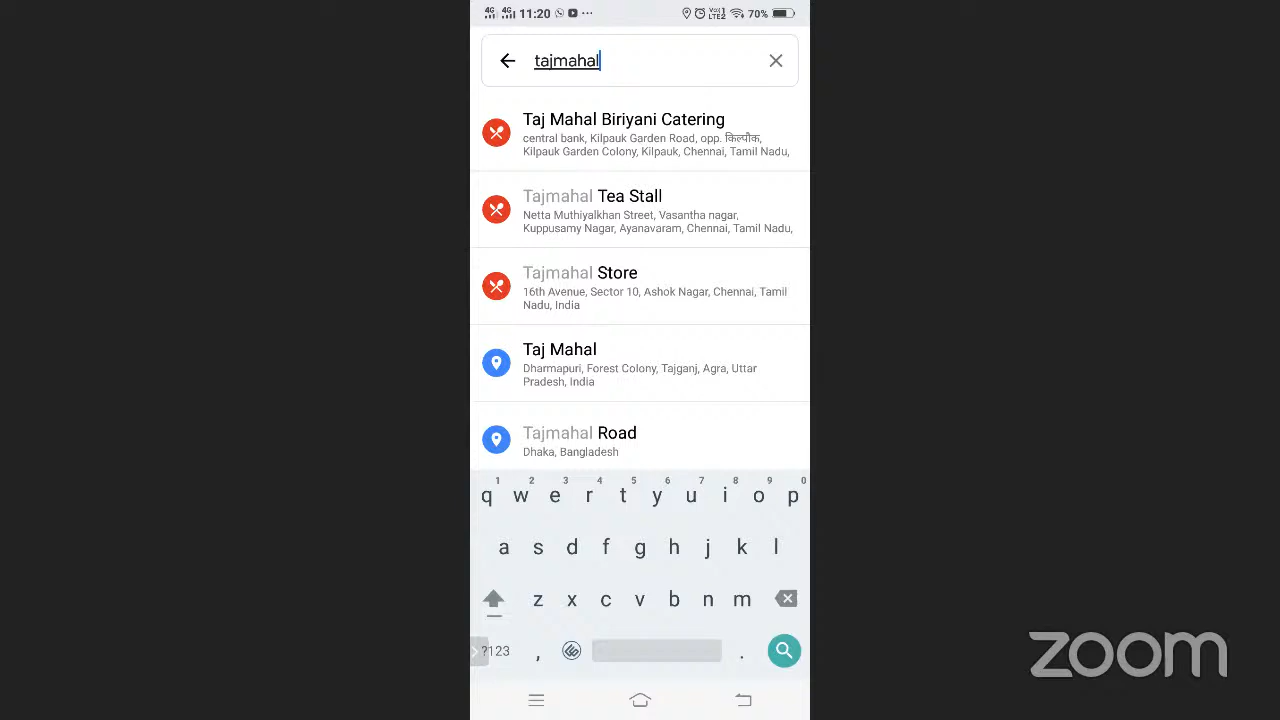 4G 4G 11:20 ... Vo)) LTE2 70%
tajmahal
Taj Mahal Biriyani Catering
central bank, Kilpauk Garden Road, opp. किल्पौक,
Kilpauk Garden Colony, Kilpauk, Chennai, Tamil Nadu,
Tajmahal Tea Stall
Netta Muthiyalkhan Street, Vasantha nagar,
Kuppusamy Nagar, Ayanavaram, Chennai, Tamil Nadu,
Tajmahal Store
16th Avenue, Sector 10, Ashok Nagar, Chennai, Tamil
Nadu, India
Taj Mahal
Dharmapuri, Forest Colony, Tajganj, Agra, Uttar
Pradesh, India
Tajmahal Road
Dhaka, Bangladesh
1 2 3 4 5 6 7 8 9 0
q w e r t y u i o p
a s d f g h j k l
z x c v b n m
?123 , .
zoom